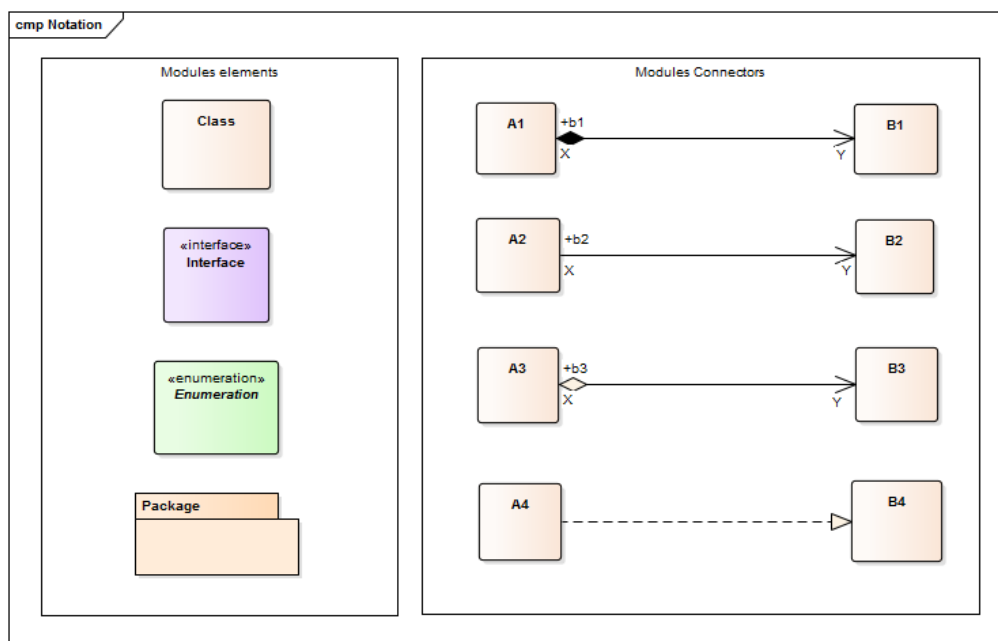 cmp Notation
Modules elements
Class
«interface»
Interface
«enumeration»
Enumeration
Package
Modules Connectors
A1
+b1
X
Y
B1
A2
+b2
X
Y
B2
A3
+b3
X
Y
B3
A4
B4